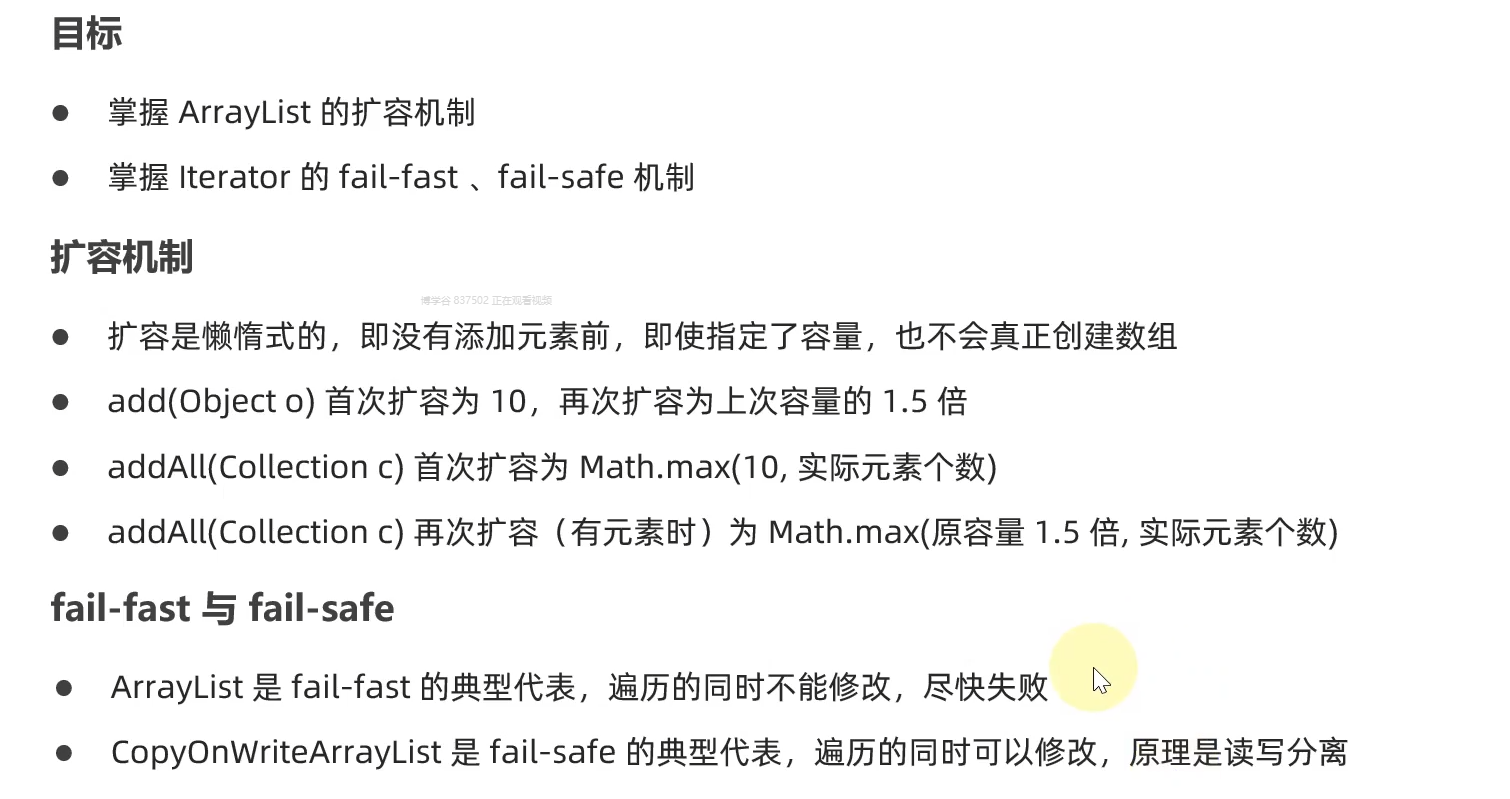 目标
● 掌握 ArrayList 的扩容机制
● 掌握 Iterator 的 fail-fast 、fail-safe 机制
扩容机制
博学谷 837502 正在观看视频
● 扩容是懒惰式的，即没有添加元素前，即使指定了容量，也不会真正创建数组
● add(Object o) 首次扩容为 10，再次扩容为上次容量的 1.5 倍
● addAll(Collection c) 首次扩容为 Math.max(10, 实际元素个数)
● addAll(Collection c) 再次扩容（有元素时）为 Math.max(原容量 1.5 倍, 实际元素个数)
fail-fast 与 fail-safe
● ArrayList 是 fail-fast 的典型代表，遍历的同时不能修改，尽快失败
● CopyOnWriteArrayList 是 fail-safe 的典型代表，遍历的同时可以修改，原理是读写分离